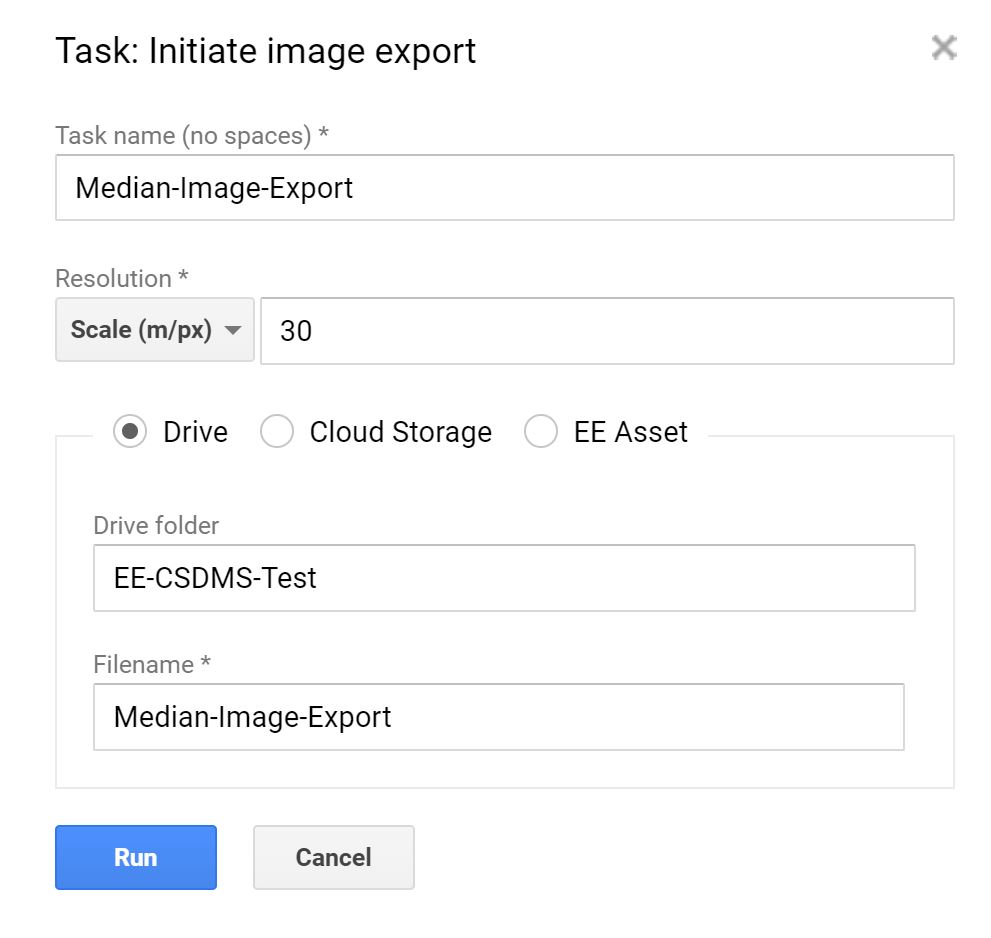 Task: Initiate image export
Task name (no spaces) *
Median-Image-Export
Resolution *
Scale (m/px) 30
Drive Cloud Storage EE Asset
Drive folder
EE-CSDMS-Test
Filename *
Median-Image-Export
Run Cancel